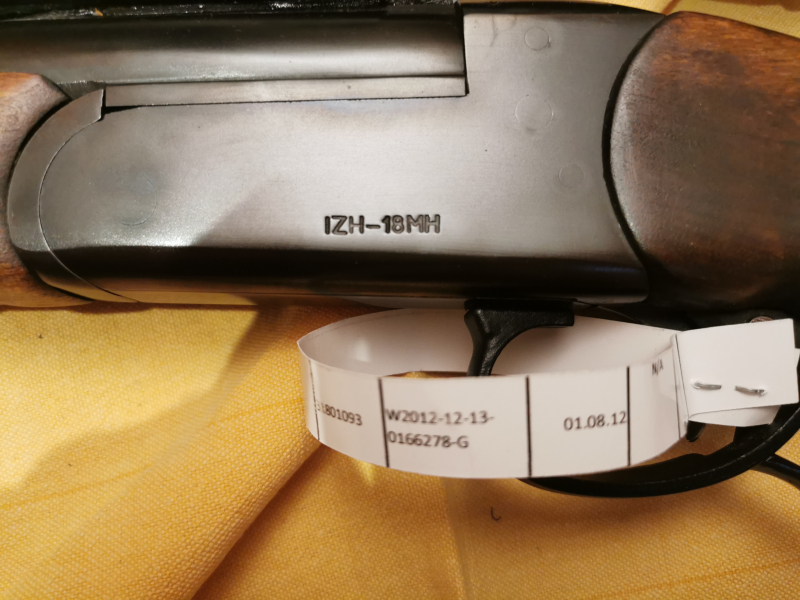 IZH-18MH
1801093
W2012-12-13-
0166278-G
01.08.12
N/A